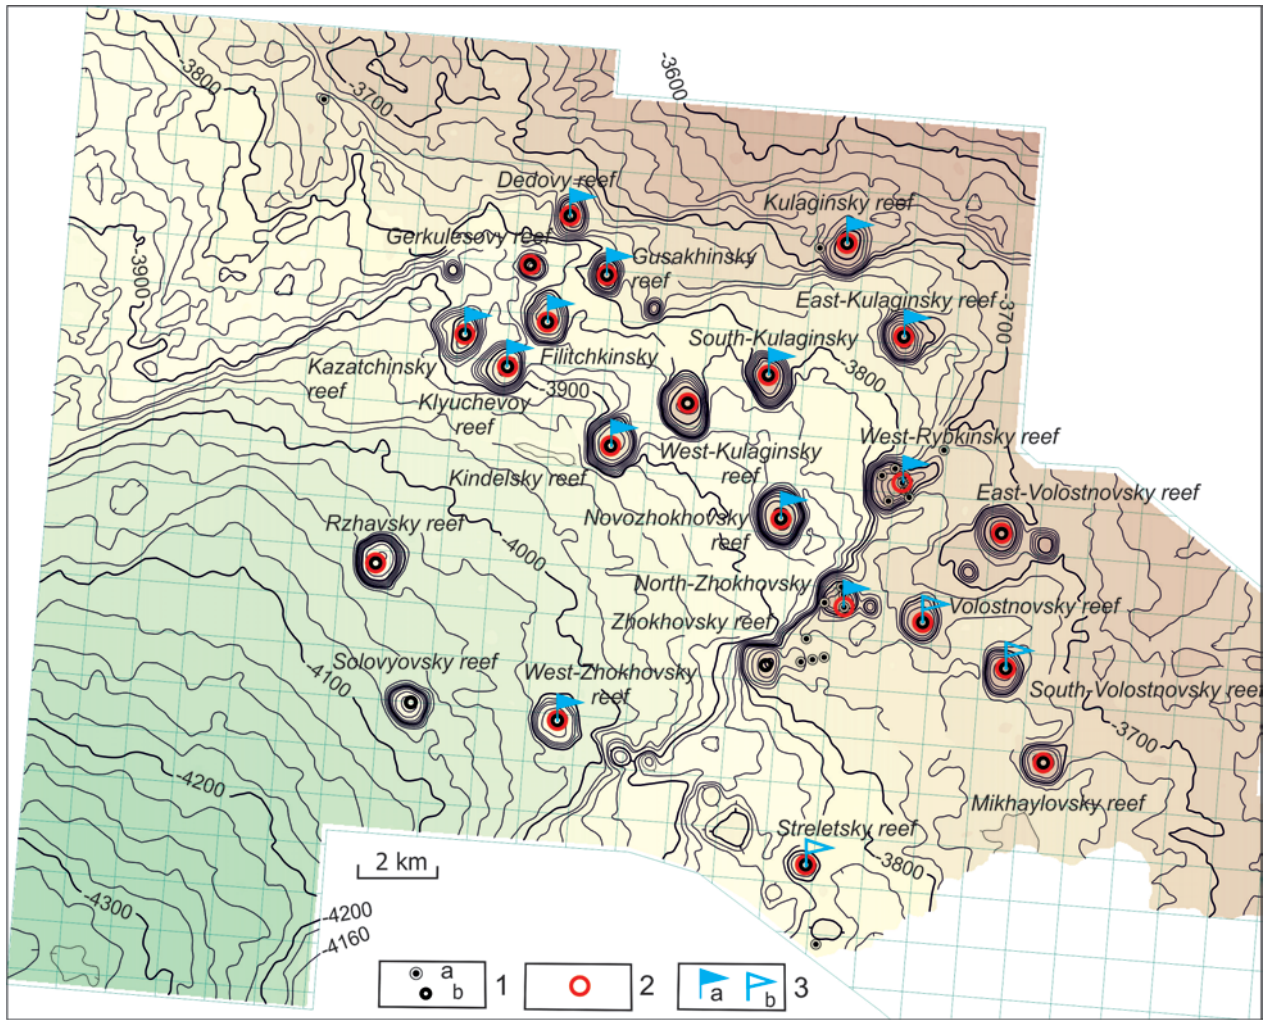 -3600
-3800
-3700
Dedovy reef
Kulaginsky reef
Gerkulesovy reef
Gusakhinsky
reef
-3900
East-Kulaginsky reef
-3700
South-Kulaginsky
Filitchkinsky
Kazatchinsky
reef
-3800
-3900
Klyuchevoy
reef
West-Rybkinsky reef
West-Kulaginsky
reef
Kindelsky reef
East-Volostnovsky reef
Rzhavsky reef
Novozhokhovsky
reef
-4000
North-Zhokhovsky
Volostnovsky reef
Zhokhovsky reef
Solovyovsky reef
-4100
West-Zhokhovsky
reef
South-Volostnovsky reef
-3700
-4200
Mikhaylovsky reef
Streletsky reef
2 km
-3800
-4300
-4200
-4160
a
b
1
2
a
b
3